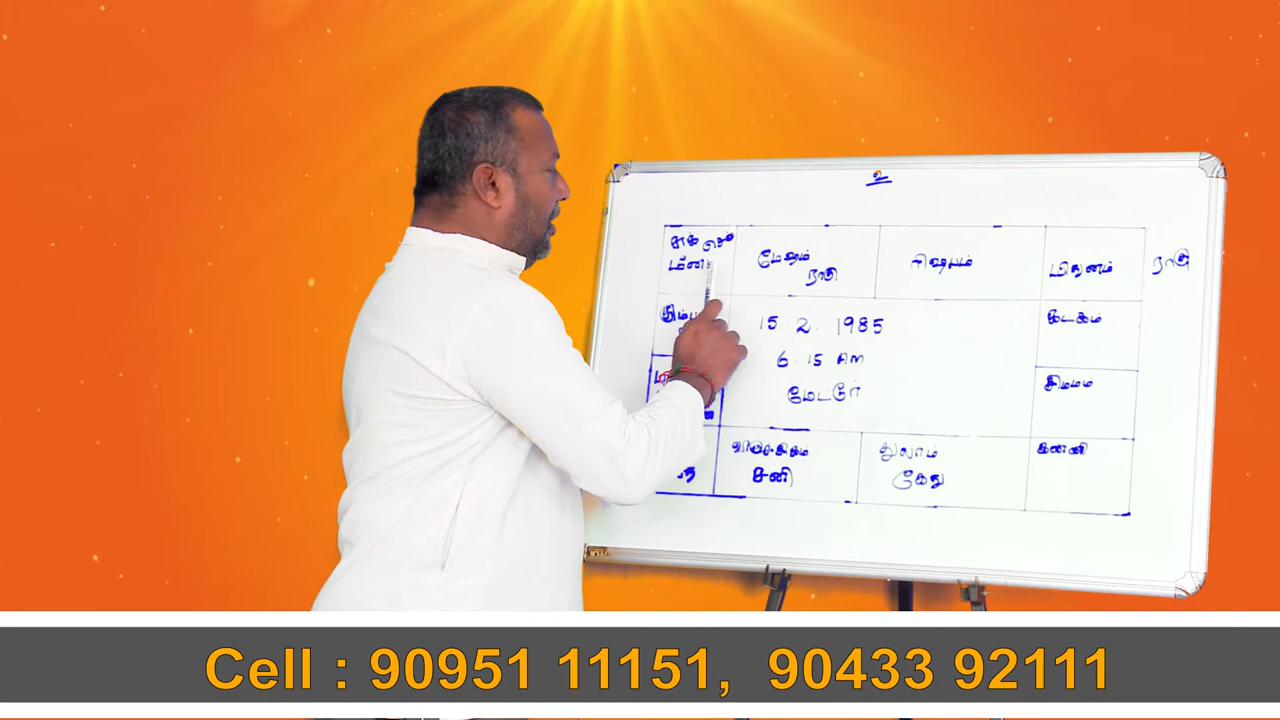 உ
சுக் செவ்
மேஷம்
ராகு
ரிஷபம்
மிதுனம்
ராகு
15 . 2 . 1985
6 . 15 am
மேட்டூர்
கடகம்
சிம்மம்
விருச்சிகம்
சனி
துலாம்
கேது
கன்னி
Cell : 90951 11151, 90433 92111